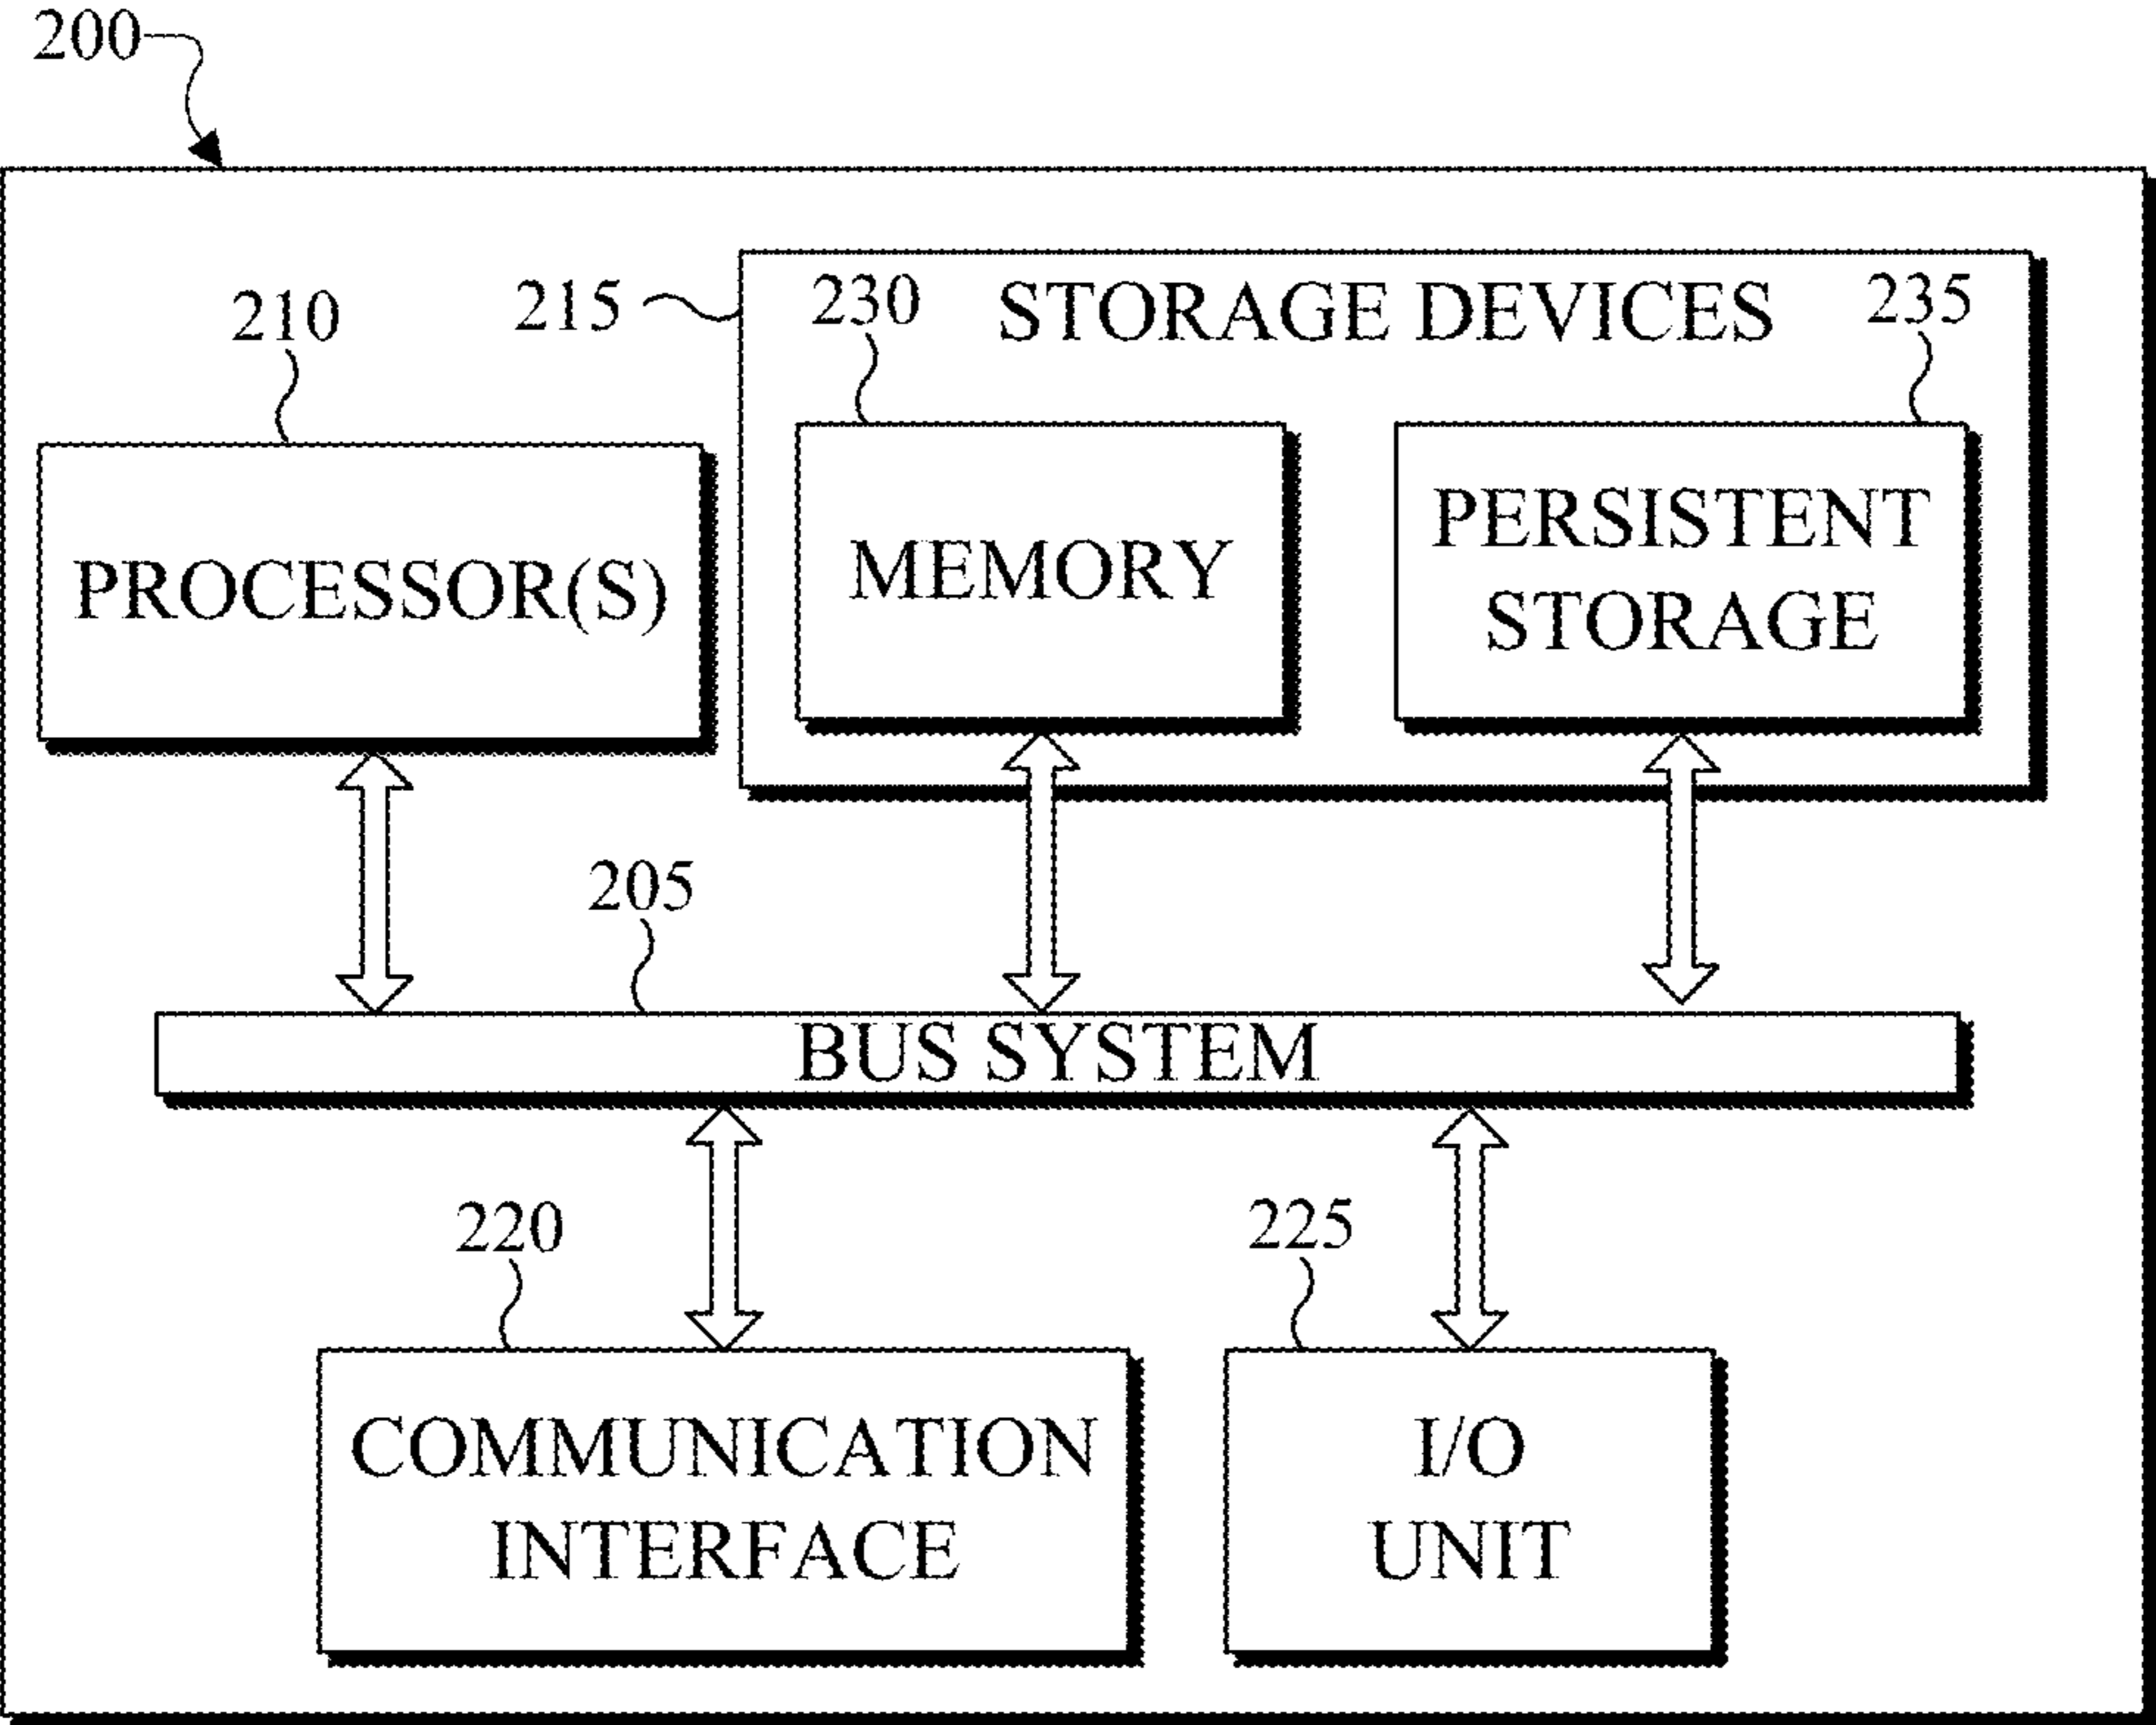 200
210
215
230
STORAGE DEVICES
235
PROCESSOR(S)
MEMORY
PERSISTENT
STORAGE
205
BUS SYSTEM
220
225
COMMUNICATION
INTERFACE
I/O
UNIT